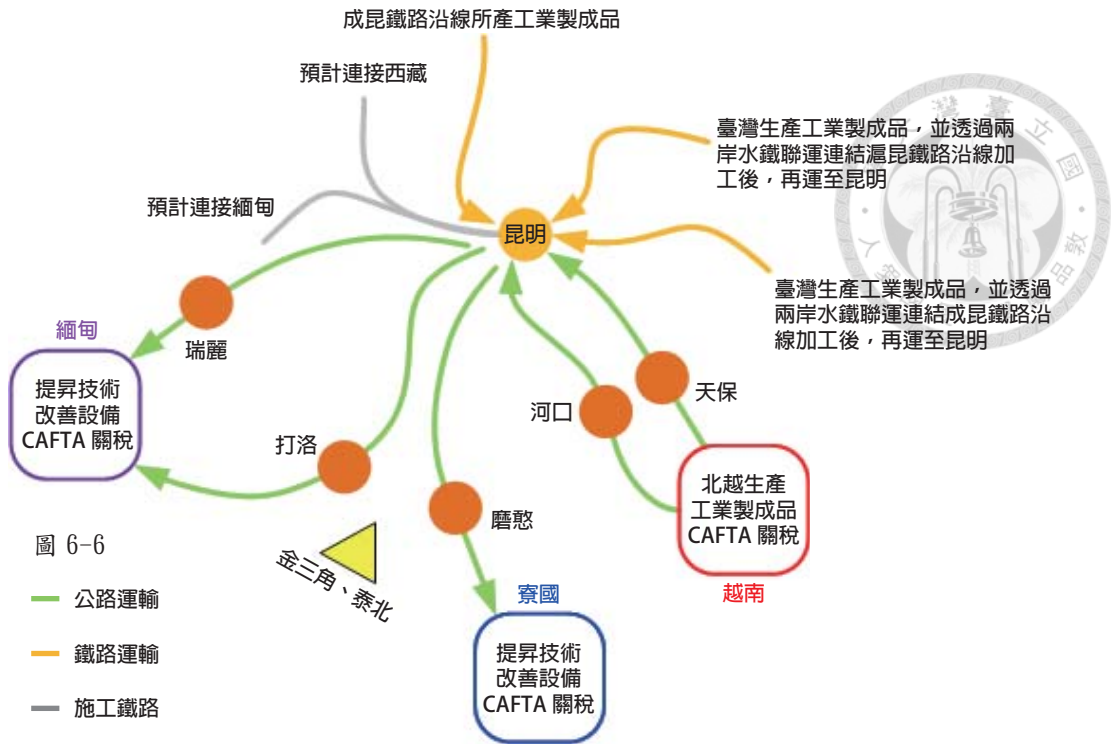 成昆鐵路沿線所產工業製成品
預計連接西藏
臺灣生產工業製成品，並透過兩
岸水鐵聯運連結滬昆鐵路沿線加
工後，再運至昆明
預計連接緬甸
昆明
臺灣生產工業製成品，並透過
兩岸水鐵聯運連結成昆鐵路沿
線加工後，再運至昆明
緬甸
瑞麗
提昇技術
改善設備
CAFTA 關稅
天保
河口
打洛
北越生產
工業製成品
CAFTA 關稅
越南
磨憨
金三角、泰北
寮國
提昇技術
改善設備
CAFTA 關稅
圖 6-6
公路運輸
鐵路運輸
施工鐵路